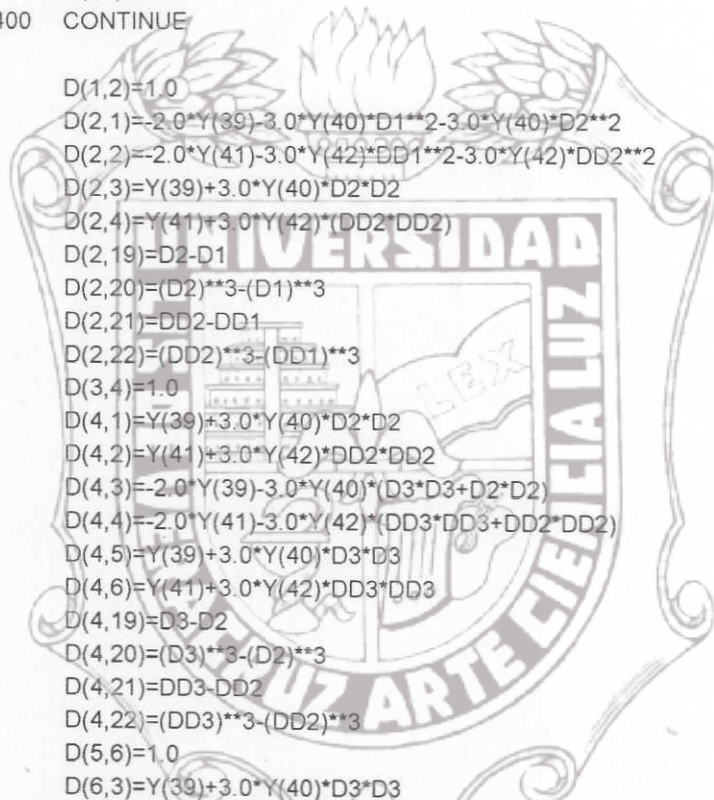 400 CONTINUE
D(1,2)=1.0
D(2,1)=-2.0*Y(39)-3.0*Y(40)*D1**2-3.0*Y(40)*D2**2
D(2,2)=-2.0*Y(41)-3.0*Y(42)*DD1**2-3.0*Y(42)*DD2**2
D(2,3)=Y(39)+3.0*Y(40)*D2*D2
D(2,4)=Y(41)+3.0*Y(42)*(DD2*DD2)
D(2,19)=D2-D1
D(2,20)=(D2)**3-(D1)**3
D(2,21)=DD2-DD1
D(2,22)=(DD2)**3-(DD1)**3
D(3,4)=1.0
D(4,1)=Y(39)+3.0*Y(40)*D2*D2
D(4,2)=Y(41)+3.0*Y(42)*DD2*DD2
D(4,3)=-2.0*Y(39)-3.0*Y(40)*(D3*D3+D2*D2)
D(4,4)=-2.0*Y(41)-3.0*Y(42)*(DD3*DD3+DD2*DD2)
D(4,5)=Y(39)+3.0*Y(40)*D3*D3
D(4,6)=Y(41)+3.0*Y(42)*DD3*DD3
D(4,19)=D3-D2
D(4,20)=(D3)**3-(D2)**3
D(4,21)=DD3-DD2
D(4,22)=(DD3)**3-(DD2)**3
D(5,6)=1.0
D(6,3)=Y(39)+3.0*Y(40)*D3*D3
UNIVERSIDAD
LEX
ARTE CIENCIA LUZ